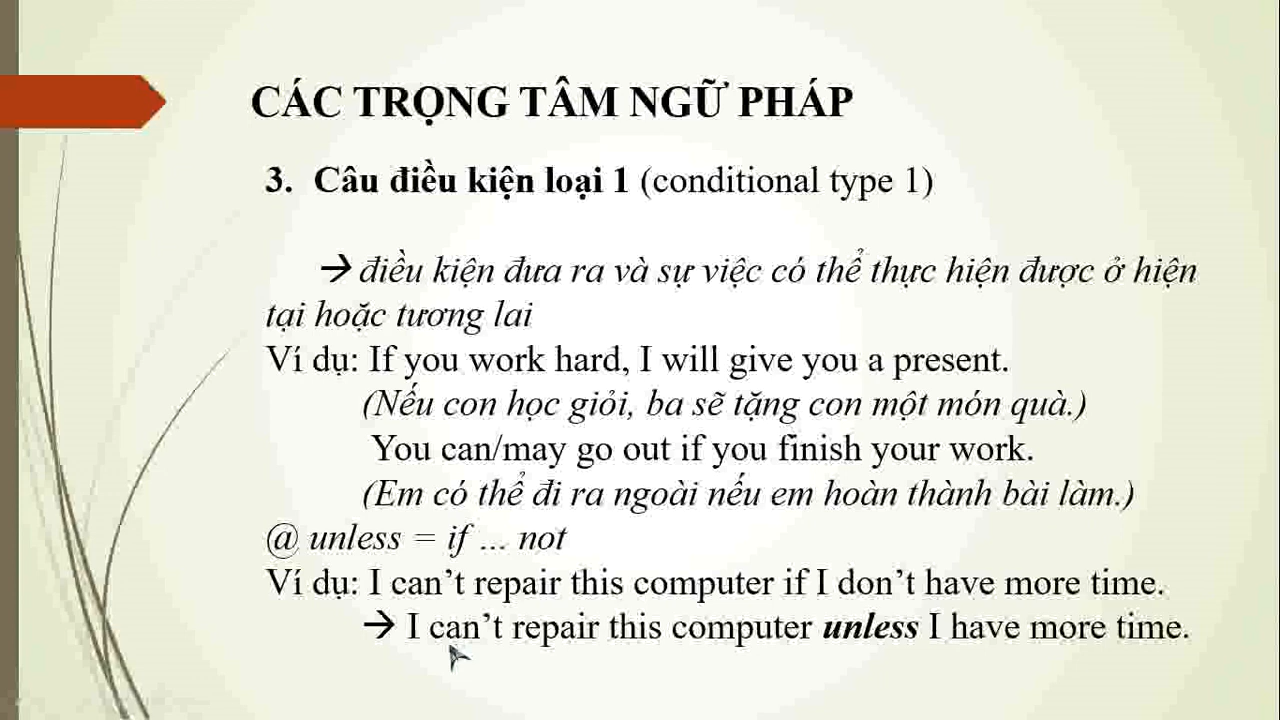 CÁC TRỌNG TÂM NGỮ PHÁP
3. Câu điều kiện loại 1 (conditional type 1)
→ điều kiện đưa ra và sự việc có thể thực hiện được ở hiện
tại hoặc tương lai
Ví dụ: If you work hard, I will give you a present.
(Nếu con học giỏi, ba sẽ tặng con một món quà.)
You can/may go out if you finish your work.
(Em có thể đi ra ngoài nếu em hoàn thành bài làm.)
@ unless = if ... not
Ví dụ: I can't repair this computer if I don't have more time.
→ I can't repair this computer unless I have more time.